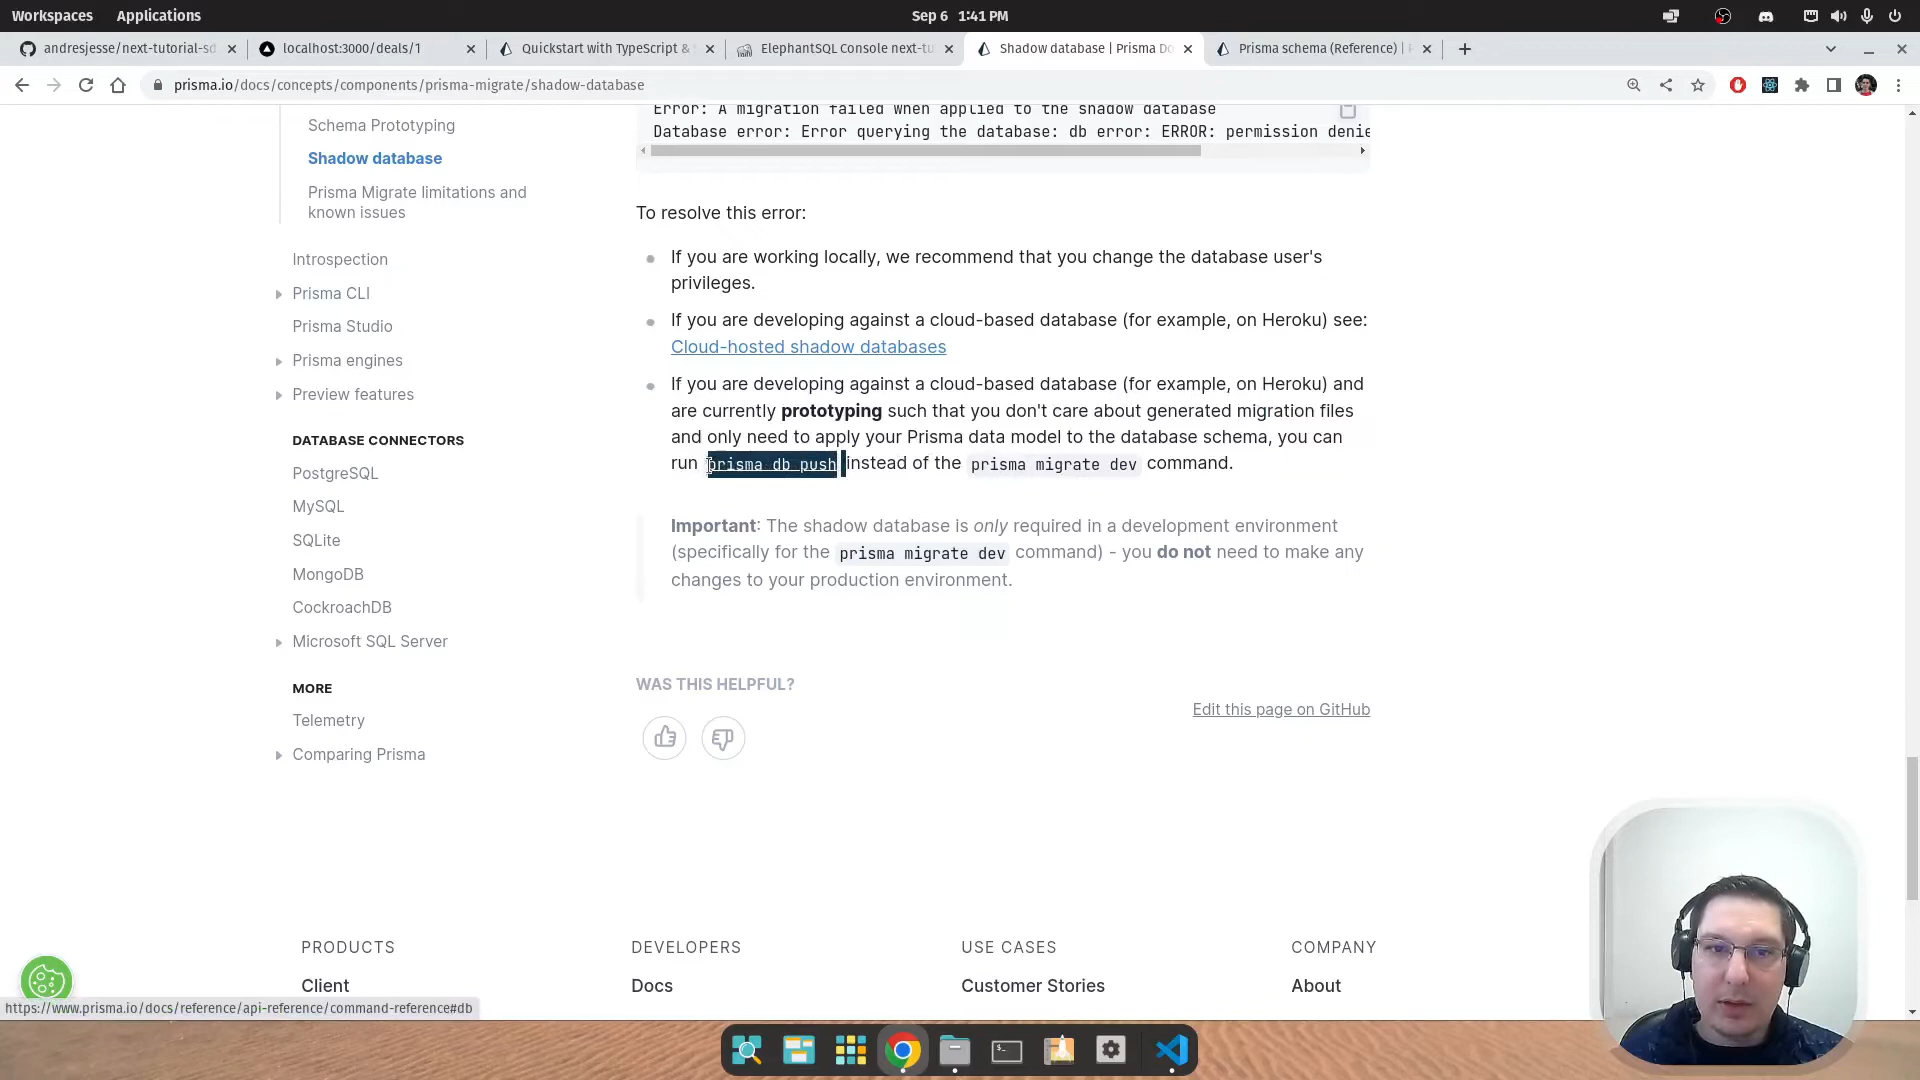 Workspaces Applications Sep 6 1:41 PM
andresjesse/next-tutorial-sd localhost:3000/deals/1 Quickstart with TypeScript & ElephantSQL Console next-tu Shadow database | Prisma Do Prisma schema (Reference) |
prisma.io/docs/concepts/components/prisma-migrate/shadow-database
Schema Prototyping
Shadow database
Prisma Migrate limitations and
known issues
Introspection
Prisma CLI
Prisma Studio
Prisma engines
Preview features
DATABASE CONNECTORS
PostgreSQL
MySQL
SQLite
MongoDB
CockroachDB
Microsoft SQL Server
MORE
Telemetry
Comparing Prisma
Error: A migration failed when applied to the shadow database
Database error: Error querying the database: db error: ERROR: permission denie
To resolve this error:
If you are working locally, we recommend that you change the database user's
privileges.
If you are developing against a cloud-based database (for example, on Heroku) see:
Cloud-hosted shadow databases
If you are developing against a cloud-based database (for example, on Heroku) and
are currently prototyping such that you don't care about generated migration files
and only need to apply your Prisma data model to the database schema, you can
run prisma db push instead of the prisma migrate dev command.
Important: The shadow database is only required in a development environment
(specifically for the prisma migrate dev command) - you do not need to make any
changes to your production environment.
WAS THIS HELPFUL?
Edit this page on GitHub
PRODUCTS DEVELOPERS USE CASES COMPANY
Client Docs Customer Stories About
https://www.prisma.io/docs/reference/api-reference/command-reference#db